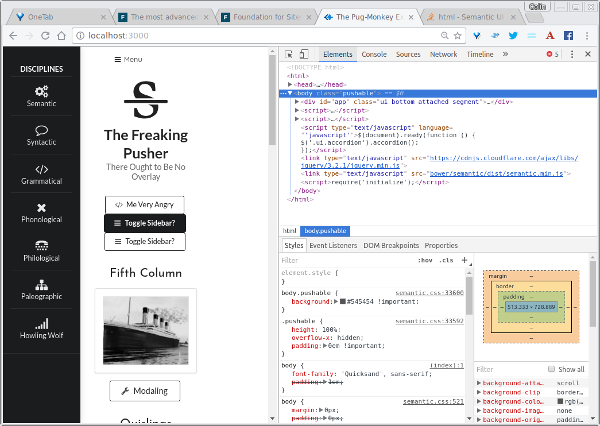 OneTab
The most advance
Foundation for Site
The Pug-Monkey Ex
html - Semantic UI
Colin
localhost:3000
DISCIPLINES
Semantic
Syntactic
Grammatical
Phonological
Philological
Paleographic
Howling Wolf
Menu
The Freaking
Pusher
There Ought to Be No
Overlay
</> Me Very Angry
Toggle Sidebar?
Toggle Sidebar?
Fifth Column
Modaling
Quislings
Elements Console Sources Network Timeline » 5
<!DOCTYPE html>
<html>
<head>…</head>
<body class="pushable"> == $0
<div id="app" class="ui bottom attached segment">…</div>
<script>…</script>
<script>…</script>
<script type="text/javascript" language=
"'javascript'">$(document).ready(function () {
$('.ui.accordion').accordion();
});</script>
<link type="text/javascript" src="https://cdnjs.cloudflare.com/ajax/libs/
jquery/3.2.1/jquery.min.js">
<link type="text/javascript" src="bower/semantic/dist/semantic.min.js">
<script>require('initialize');</script>
</body>
</html>
html body.pushable
Styles Event Listeners DOM Breakpoints Properties
Filter :hov .cls +
element.style {
}
body.pushable { semantic.css:33600
background: #545454 !important;
}
.pushable { semantic.css:33592
height: 100%;
overflow-x: hidden;
padding: 0em !important;
}
body { (index):1
font-family: 'Quicksand', sans-serif;
padding: 1em;
}
body { semantic.css:521
margin: 0px;
padding: 0px;
margin –
border –
padding –
513.333 × 728.889
Filter Show all
background-atta… scroll
background-clip border…
background-colo… rgb(…
background-imag… none
background-orig… paddin…